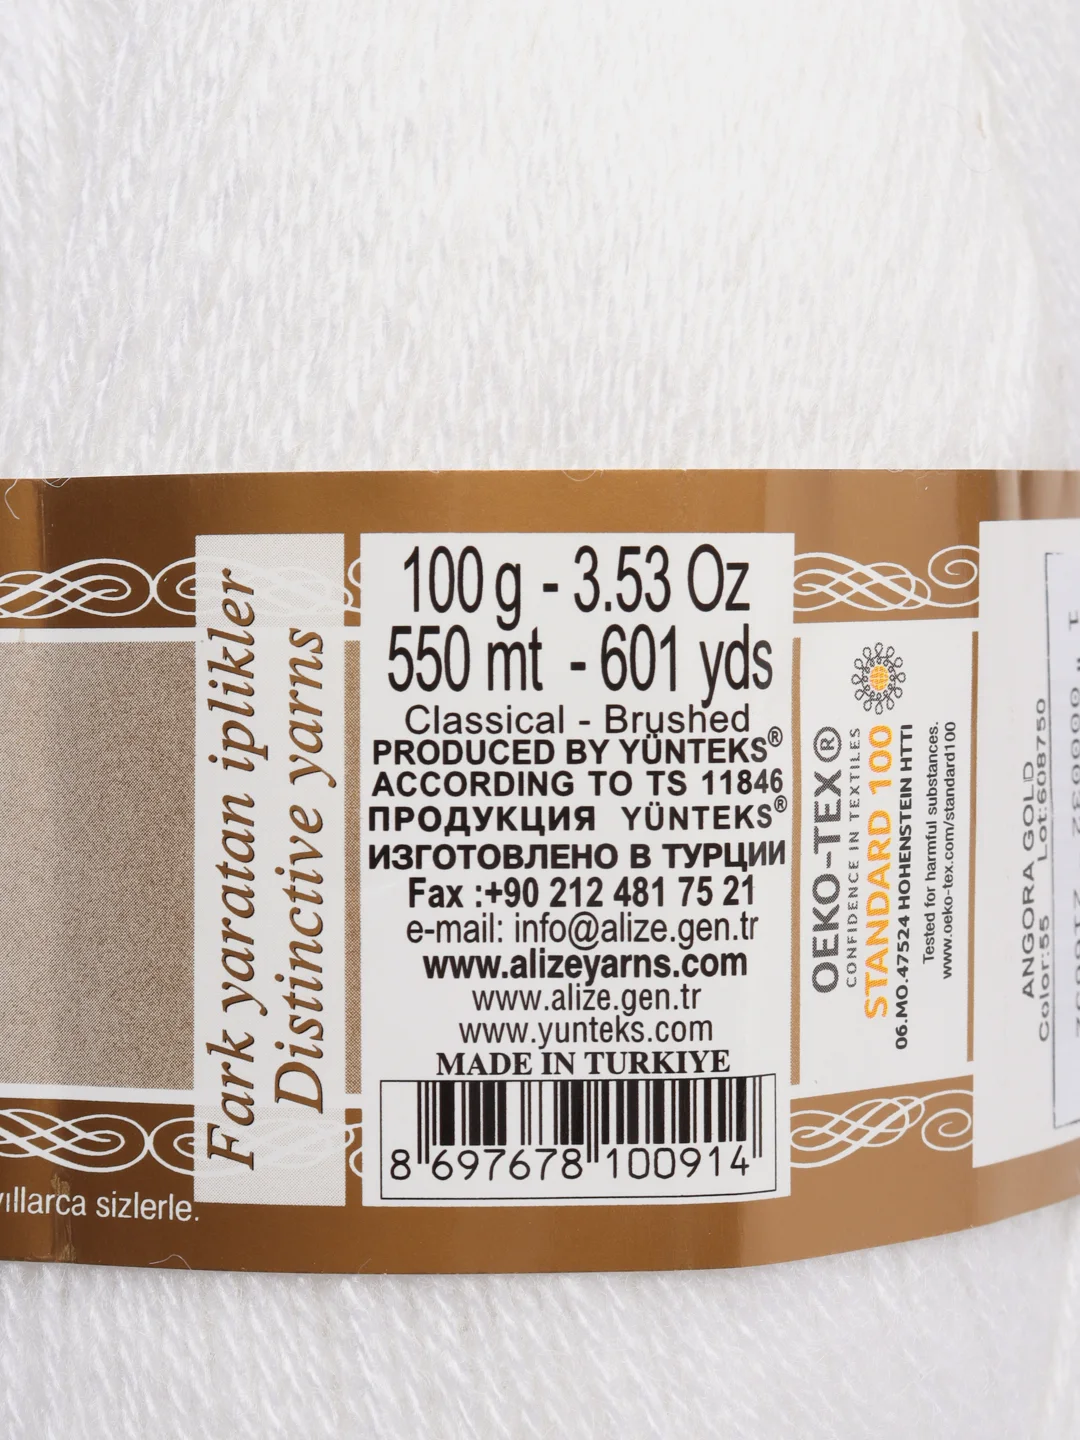 Fark yaratan iplikler
Distinctive yarns
yıllarca sizlerle.
100 g - 3.53 Oz
550 mt - 601 yds
Classical - Brushed
PRODUCED BY YÜNTEKS®
ACCORDING TO TS 11846
ПРОДУКЦИЯ YÜNTEKS®
ИЗГОТОВЛЕНО В ТУРЦИИ
Fax :+90 212 481 75 21
e-mail: info@alize.gen.tr
www.alizeyarns.com
www.alize.gen.tr
www.yunteks.com
MADE IN TURKIYE
8 697678 100914
OEKO-TEX®
CONFIDENCE IN TEXTILES
STANDARD 100
06.MO.47524 HOHENSTEIN HTTI
Tested for harmful substances.
www.oeko-tex.com/standard100
ANGORA GOLD
Color:55 Lot:608750